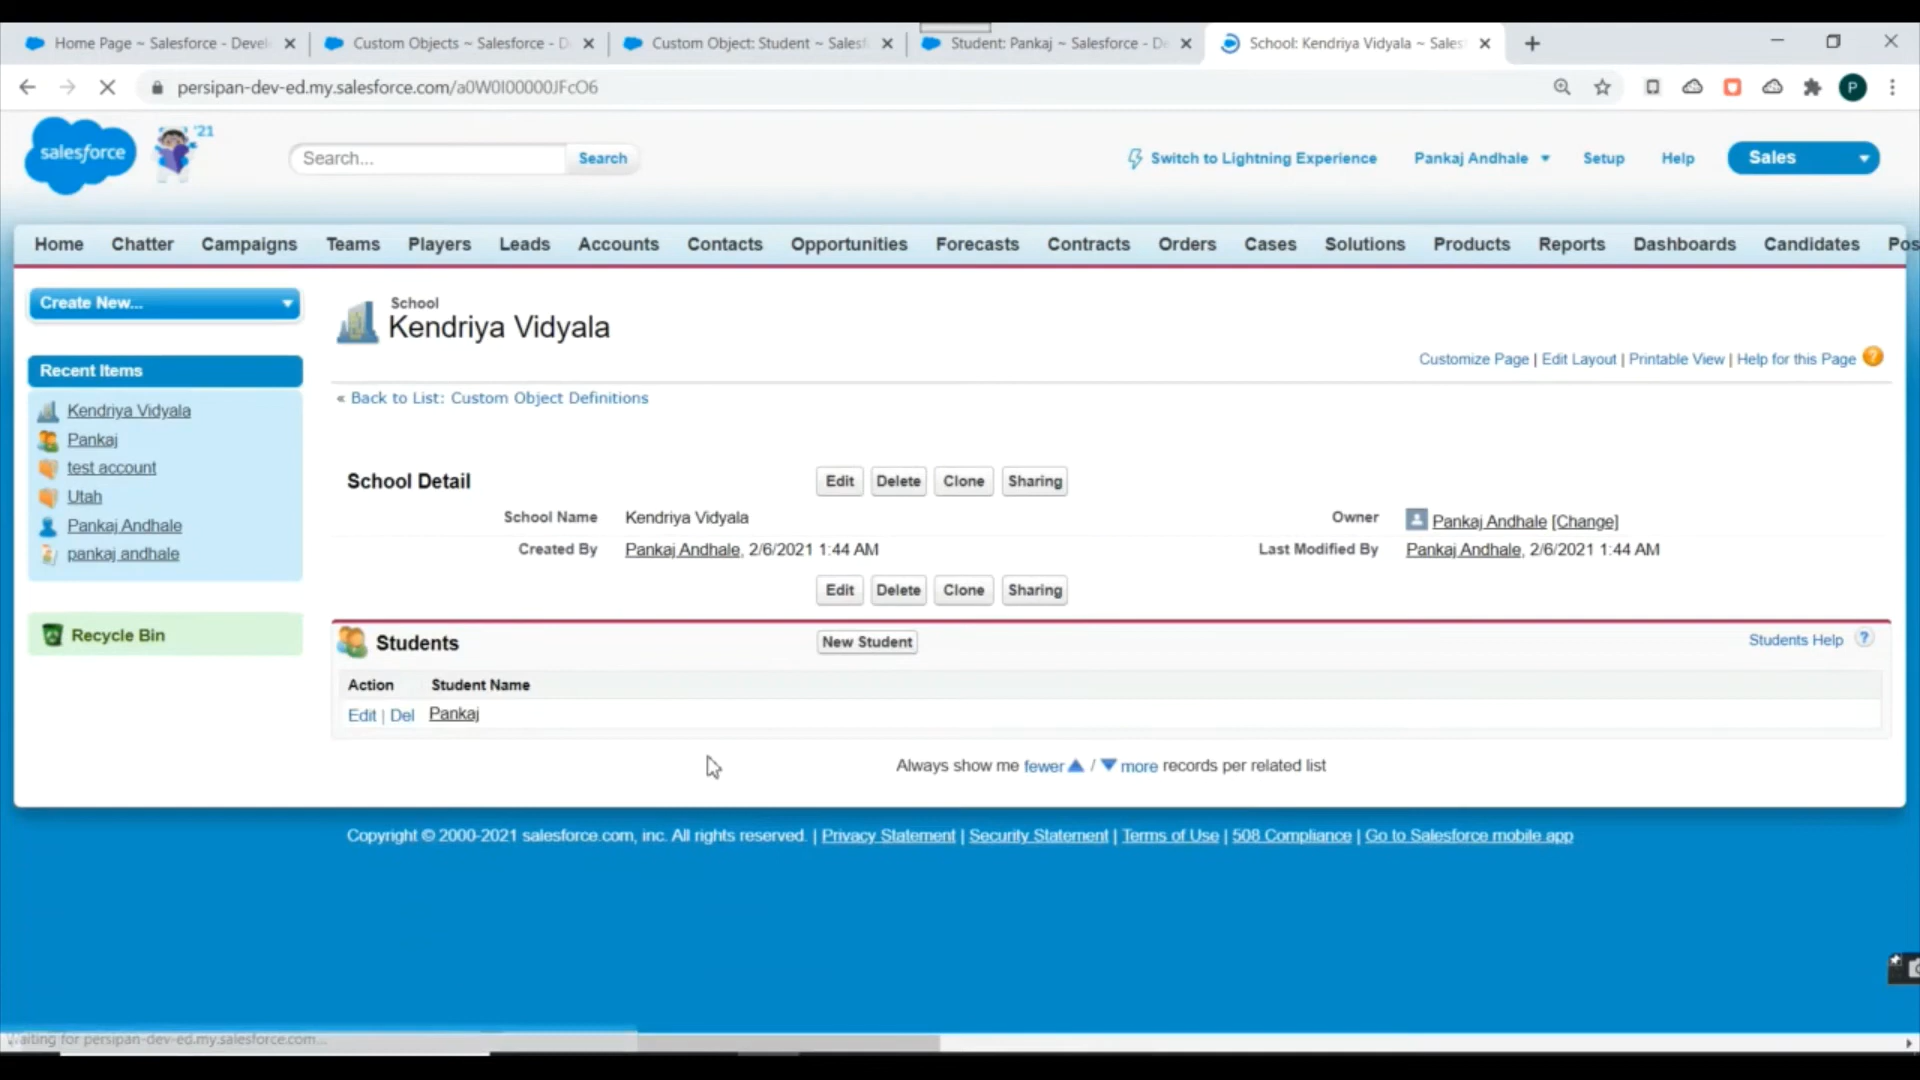 Home Page ~ Salesforce - Devel
Custom Objects ~ Salesforce - D
Custom Object: Student ~ Salesf
Student: Pankaj ~ Salesforce - De
School: Kendriya Vidyala ~ Sales
persipan-dev-ed.my.salesforce.com/a0W0I00000JFcO6
P
salesforce
'21
Search...
Search
Switch to Lightning Experience
Pankaj Andhale
Setup
Help
Sales
Home Chatter Campaigns Teams Players Leads Accounts Contacts Opportunities Forecasts Contracts Orders Cases Solutions Products Reports Dashboards Candidates Pos
Create New...
Recent Items
Kendriya Vidyala
Pankaj
test account
Utah
Pankaj Andhale
pankaj andhale
Recycle Bin
School
Kendriya Vidyala
Customize Page | Edit Layout | Printable View | Help for this Page ?
« Back to List: Custom Object Definitions
School Detail
Edit Delete Clone Sharing
School Name Kendriya Vidyala
Owner Pankaj Andhale [Change]
Created By Pankaj Andhale, 2/6/2021 1:44 AM
Last Modified By Pankaj Andhale, 2/6/2021 1:44 AM
Edit Delete Clone Sharing
Students
New Student
Students Help ?
Action Student Name
Edit | Del Pankaj
Always show me fewer / more records per related list
Copyright © 2000-2021 salesforce.com, inc. All rights reserved. | Privacy Statement | Security Statement | Terms of Use | 508 Compliance | Go to Salesforce mobile app
Waiting for persipan-dev-ed.my.salesforce.com...